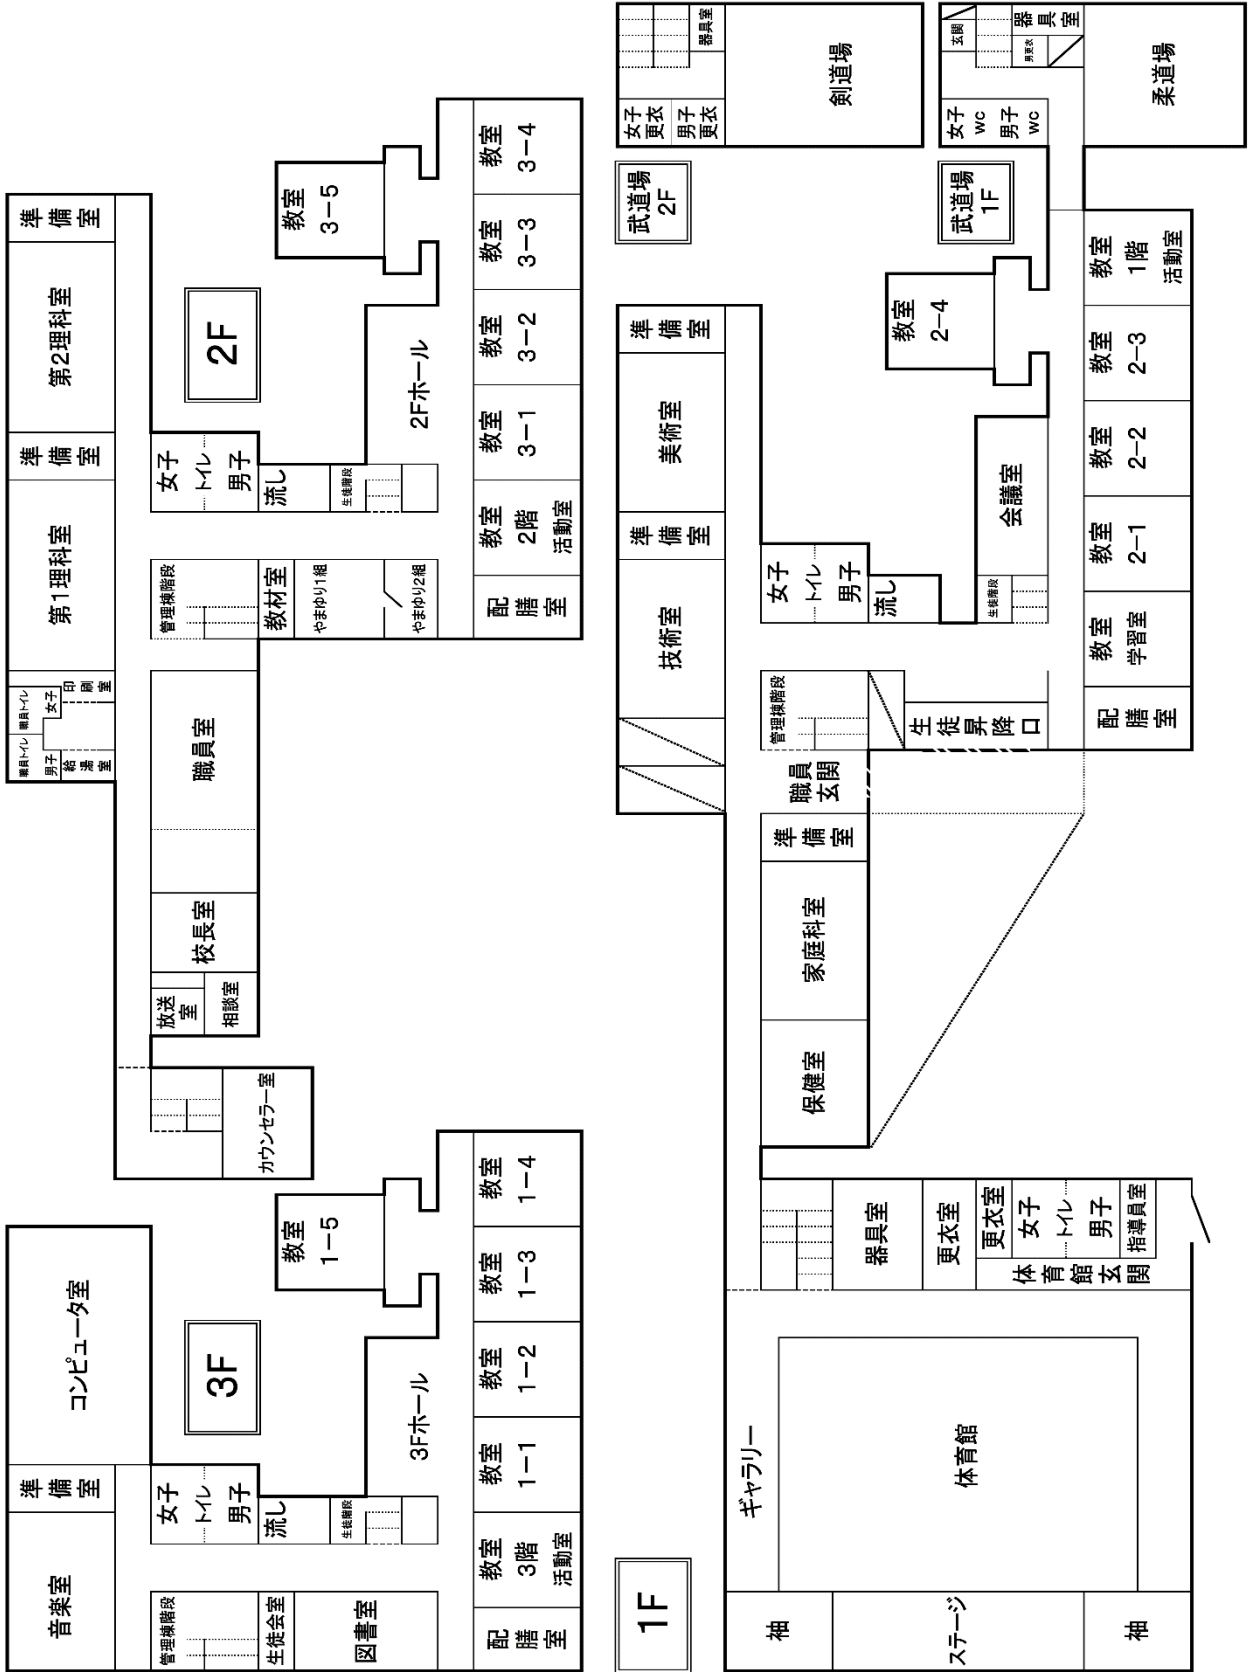 準備室
第2理科室
準備室
第1理科室
職員トイレ
女子
印刷室
職員トイレ
男子
給湯室
2F
女子
トイレ
男子
流し
生徒階段
管理棟階段
教材室
やまゆり1組
やまゆり2組
職員室
校長室
放送室
相談室
カウンセラー室
教室
3－5
2Fホール
教室
3－4
教室
3－3
教室
3－2
教室
3－1
教室
2階
活動室
配膳室
コンピュータ室
準備室
音楽室
3F
女子
トイレ
男子
流し
生徒階段
管理棟階段
生徒会室
図書室
教室
1－5
3Fホール
教室
1－4
教室
1－3
教室
1－2
教室
1－1
教室
3階
活動室
配膳室
器具室
剣道場
女子
更衣
男子
更衣
武道場
2F
玄関
器具室
男更衣
柔道場
女子
wc
男子
wc
武道場
1F
準備室
美術室
準備室
技術室
女子
トイレ
男子
流し
管理棟階段
職員
玄関
準備室
家庭科室
保健室
教室
2－4
会議室
生徒階段
生徒昇降口
教室
1階
活動室
教室
2－3
教室
2－2
教室
2－1
教室
学習室
配膳室
器具室
更衣室
更衣室
女子
トイレ
男子
指導員室
体育館玄関
ギャラリー
体育館
1F
袖
ステージ
袖